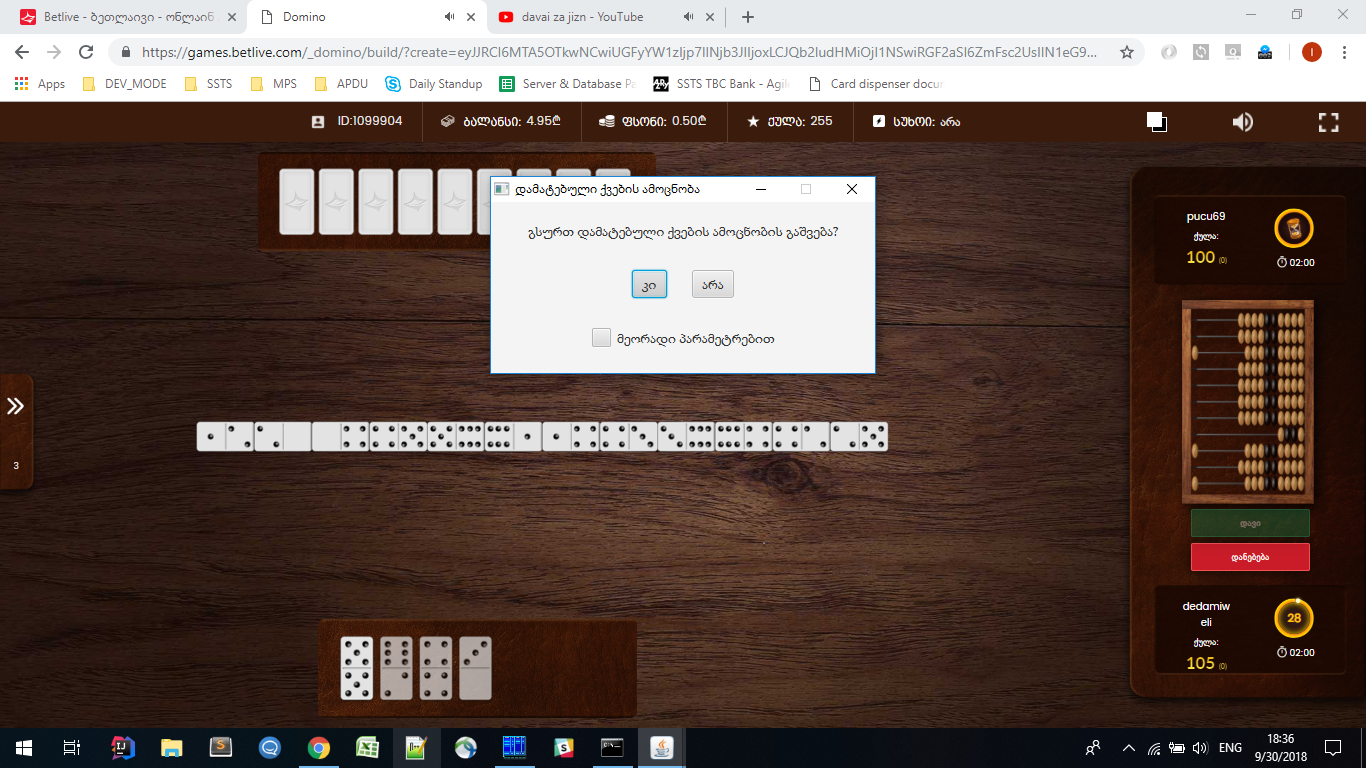 Betlive - ბეთლაივი - ონლაინ
Domino
davai za jizn - YouTube
https://games.betlive.com/_domino/build/?create=eyJJRCI6MTA5OTkwNCwiUGFyYW1zIjp7IlNjb3JlIjoxLCJQb2ludHMiOjI1NSwiRGF2aSI6ZmFsc2UsIlN1eG9...
Apps
DEV_MODE
SSTS
MPS
APDU
Daily Standup
Server & Database Pa
SSTS TBC Bank - Agile
Card dispenser docu
ID:1099904
ბალანსი: 4.95₾
ფსონი: 0.50₾
ქულა: 255
სუხოი: არა
დამატებული ქვების ამოცნობა
გსურთ დამატებული ქვების ამოცნობის გაშვება?
კი
არა
მეორადი პარამეტრებით
pucu69
ქულა:
100 (0)
02:00
3
დავი
დანებება
dedamiw
eli
28
ქულა:
105 (0)
02:00
ENG
18:36
9/30/2018